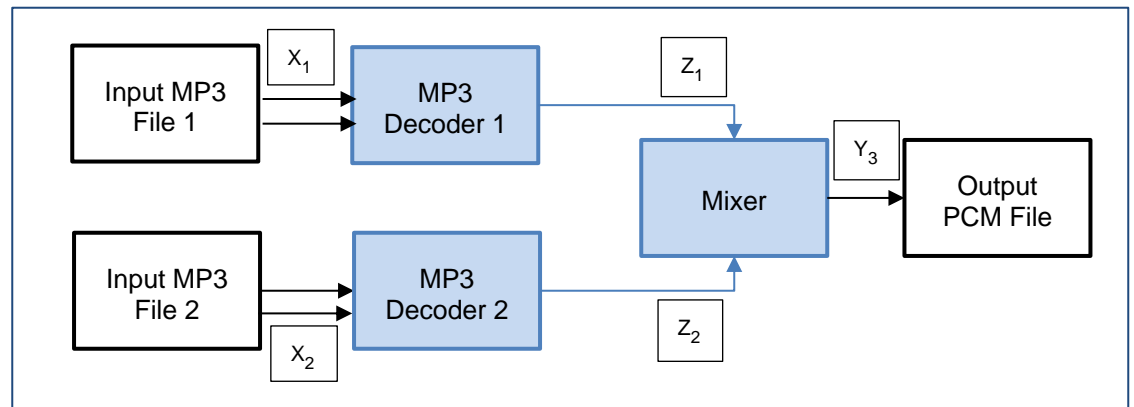 X₁
Input MP3
File 1
MP3
Decoder 1
Z₁
Mixer
Y₃
Output
PCM File
Input MP3
File 2
X₂
MP3
Decoder 2
Z₂